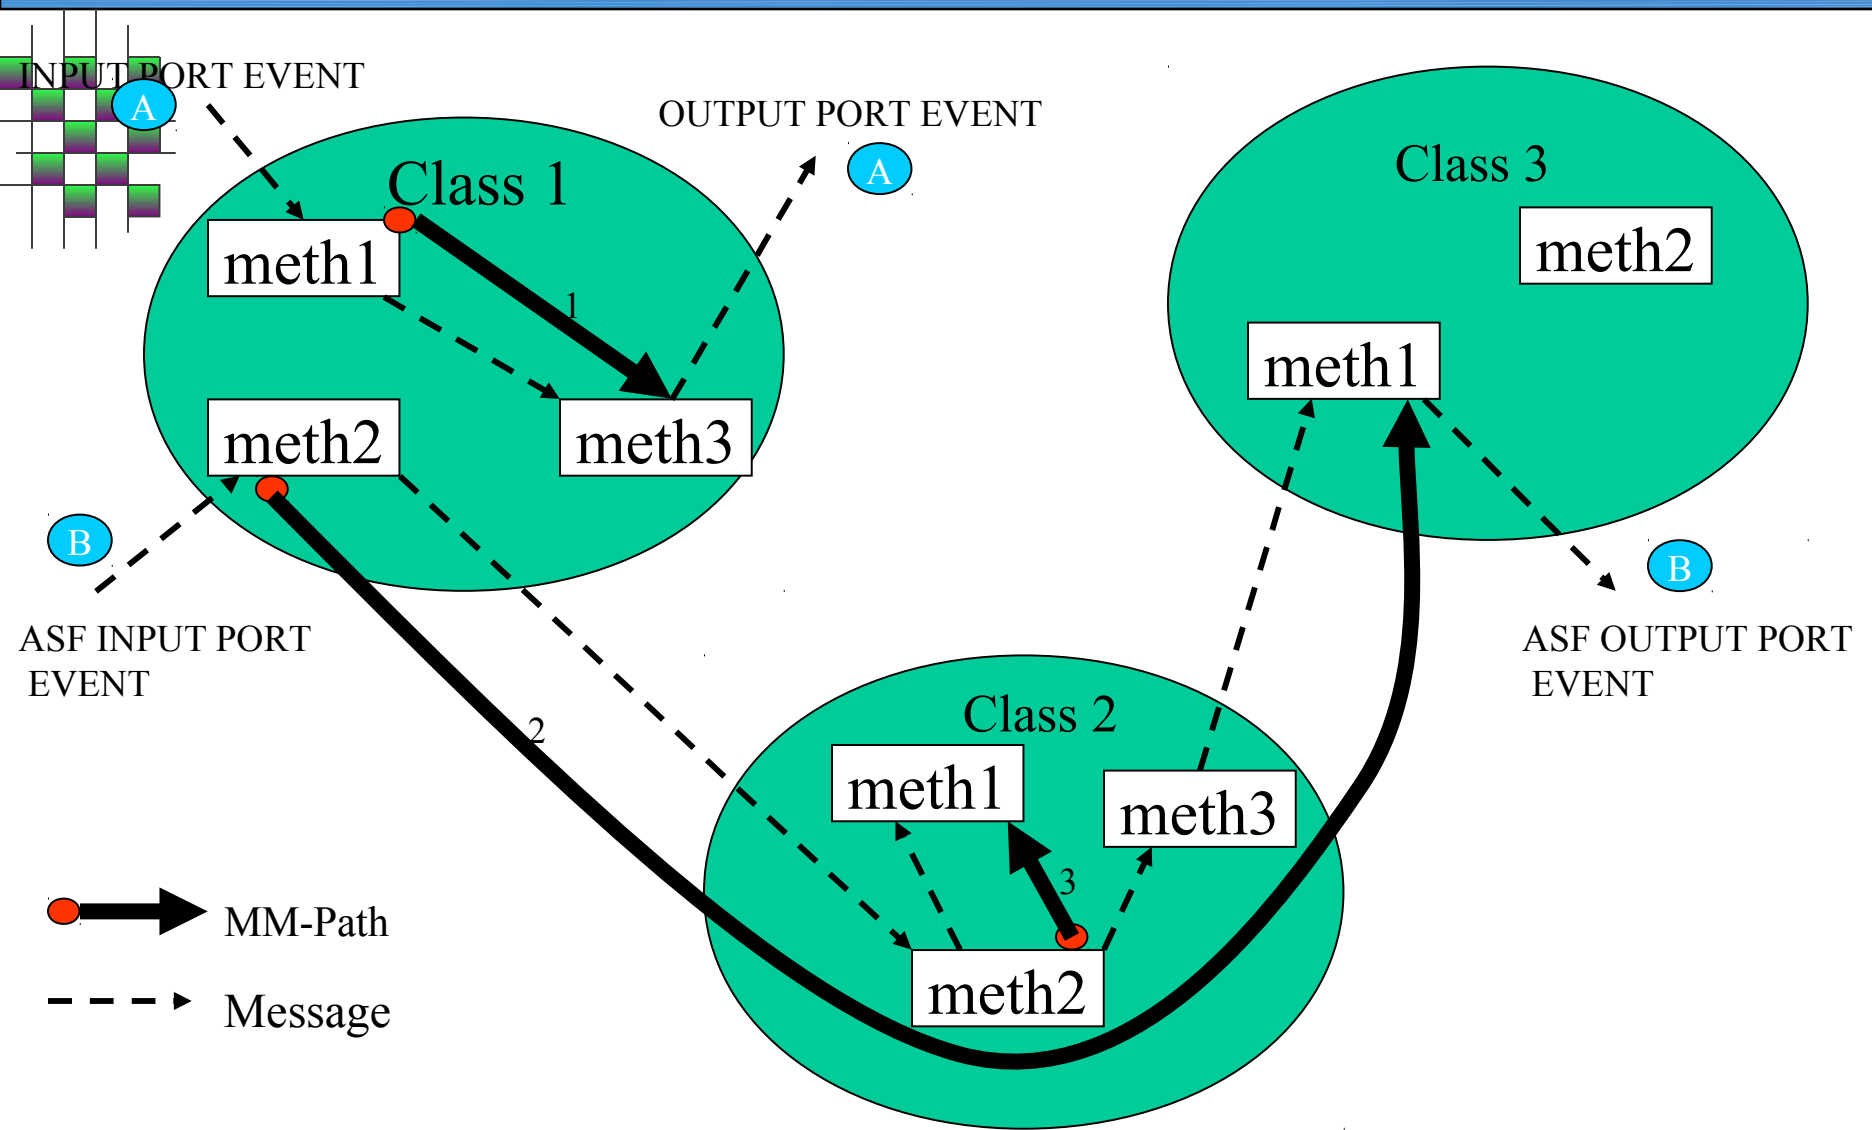 INPUT PORT EVENT
A
OUTPUT PORT EVENT
A
Class 1
meth1
1
meth2
meth3
B
ASF INPUT PORT
EVENT
Class 3
meth2
meth1
B
ASF OUTPUT PORT
EVENT
2
Class 2
meth1
meth3
3
meth2
MM-Path
Message